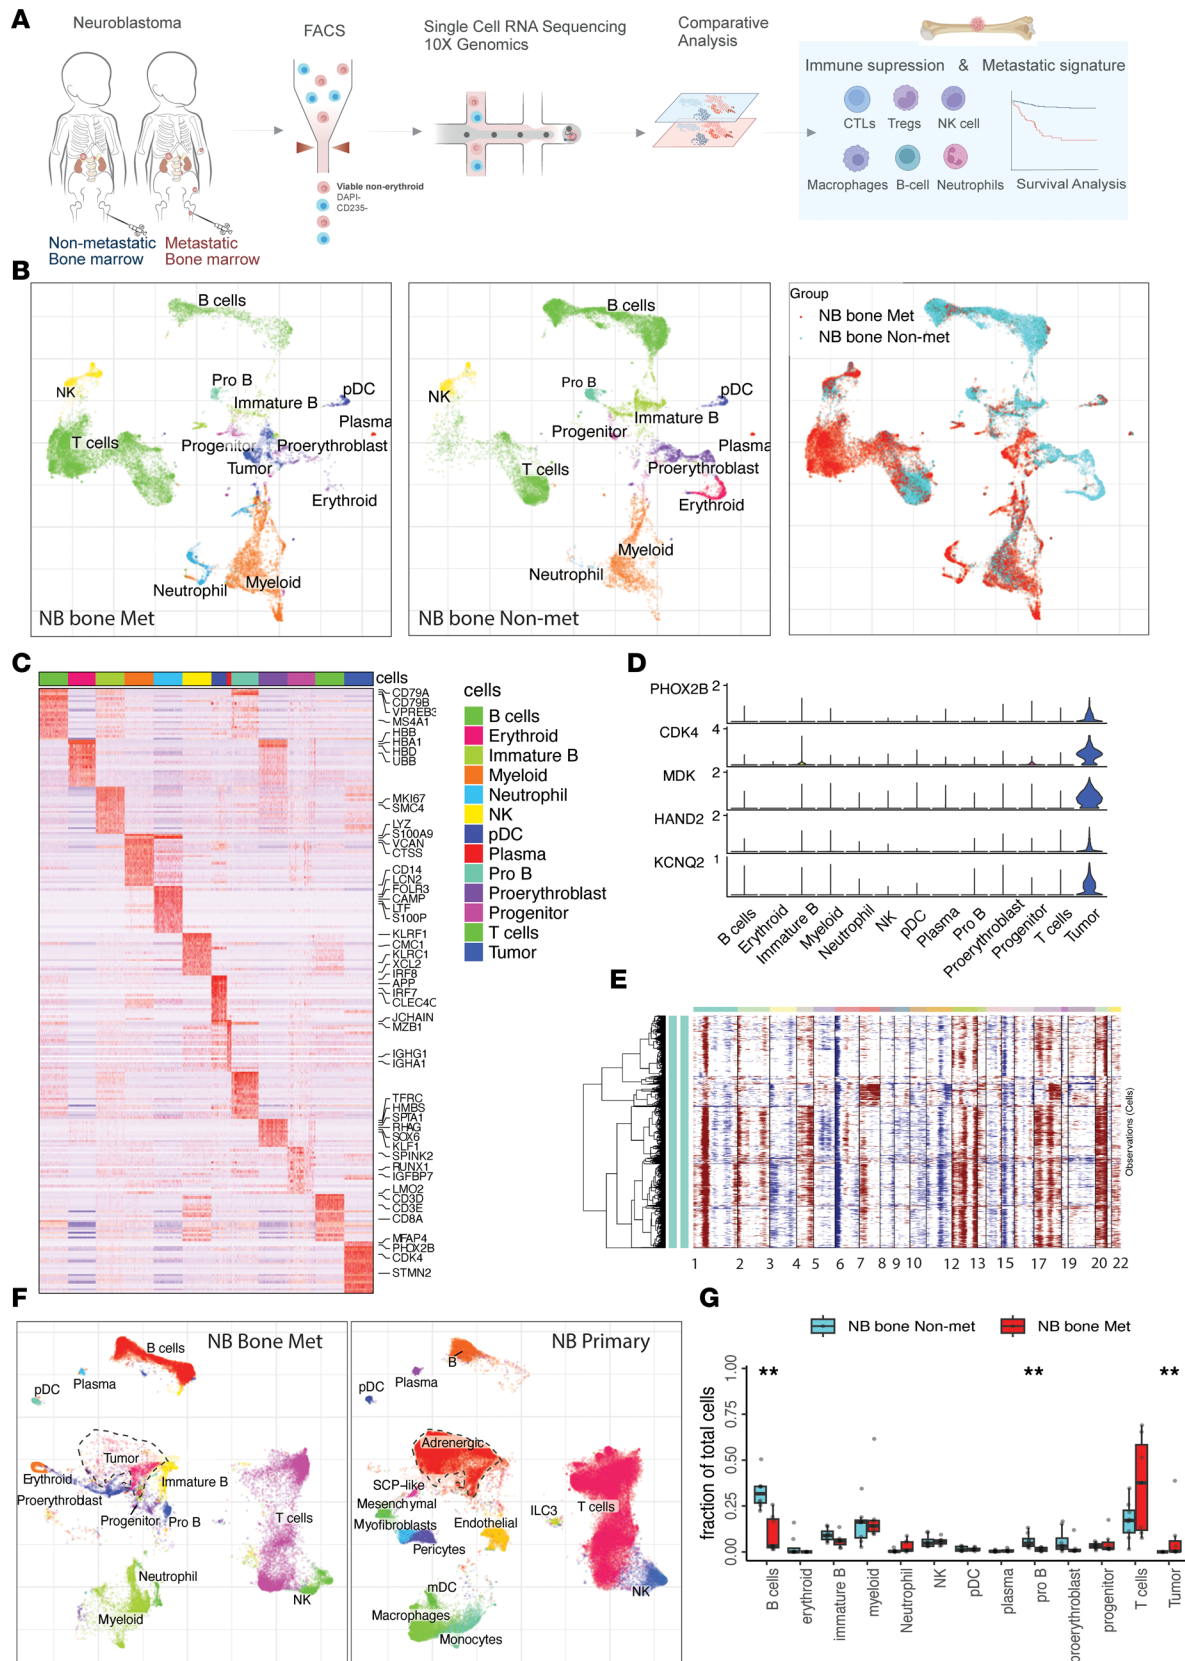 A
Neuroblastoma
FACS
Single Cell RNA Sequencing
10X Genomics
Comparative
Analysis
Immune supression & Metastatic signature
CTLs Tregs NK cell
Macrophages B-cell Neutrophils
Survival Analysis
Viable non-erythroid
DAPI-
CD235-
Non-metastatic
Bone marrow
Metastatic
Bone marrow
B
B cells
NK
Pro B
Immature B
pDC
Plasma
T cells
Progenitor
Proerythroblast
Tumor
Erythroid
Neutrophil
Myeloid
NB bone Met
B cells
NK
Pro B
pDC
Immature B
Progenitor
Plasma
T cells
Proerythroblast
Erythroid
Myeloid
Neutrophil
NB bone Non-met
Group
NB bone Met
NB bone Non-met
C
cells
CD79A
CD79B
VPREB3
MS4A1
HBB
HBA1
HBD
UBB
MKI67
SMC4
LYZ
S100A9
VCAN
CTSS
CD14
LCN2
FOLR3
CAMP
LTF
S100P
KLRF1
CMC1
KLRC1
XCL2
IRF8
APP
IRF7
CLEC4C
JCHAIN
MZB1
IGHG1
IGHA1
TFRC
HMBS
SPTA1
RHAG
SOX6
KLF1
SPINK2
RUNX1
IGFBP7
LMO2
CD3D
CD3E
CD8A
MFAP4
PHOX2B
CDK4
STMN2
cells
B cells
Erythroid
Immature B
Myeloid
Neutrophil
NK
pDC
Plasma
Pro B
Proerythroblast
Progenitor
T cells
Tumor
D
PHOX2B 2
CDK4 4
MDK 2
HAND2 2
KCNQ2 1
B cells
Erythroid
Immature B
Myeloid
Neutrophil
NK
pDC
Plasma
Pro B
Proerythroblast
Progenitor
T cells
Tumor
E
Observations (Cells)
1 2 3 4 5 6 7 8 9 10 12 13 15 17 19 20 22
F
NB Bone Met
B cells
Plasma
pDC
Tumor
Erythroid
Immature B
Proerythroblast
Progenitor
Pro B
T cells
Neutrophil
NK
Myeloid
NB Primary
B
Plasma
pDC
Adrenergic
SCP-like
Mesenchymal
Myofibroblasts
Endothelial
Pericytes
ILC3
T cells
mDC
NK
Macrophages
Monocytes
G
NB bone Non-met
NB bone Met
** ** **
fraction of total cells
1.00
0.75
0.50
0.25
0.00
B cells
erythroid
immature B
myeloid
Neutrophil
NK
pDC
plasma
pro B
proerythroblast
progenitor
T cells
Tumor